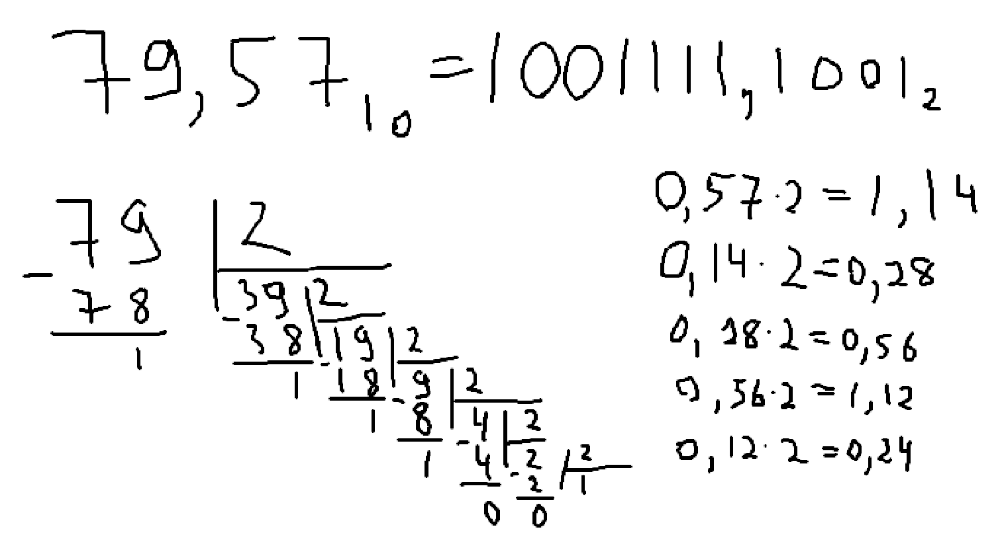 79,57₁₀ = 1001111,1001₂
79 | 2
- 78 | 39 | 2
1 - 38 | 19 | 2
1 - 18 | 9 | 2
1 - 8 | 4 | 2
1 - 4 | 2 | 2
0 - 2 | 1
0
0,57·2=1,14
0,14·2=0,28
0,28·2=0,56
0,56·2=1,12
0,12·2=0,24